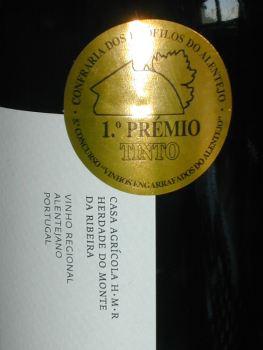 CONFRARIA DOS ENÓFILOS DO ALENTEJO
1.º PRÉMIO
TINTO
8.º CONCURSO "VINHOS ENGARRAFADOS DO ALENTEJO"
CASA AGRÍCOLA H•M•R
HERDADE DO MONTE
DA RIBEIRA
VINHO REGIONAL
ALENTEJANO
PORTUGAL